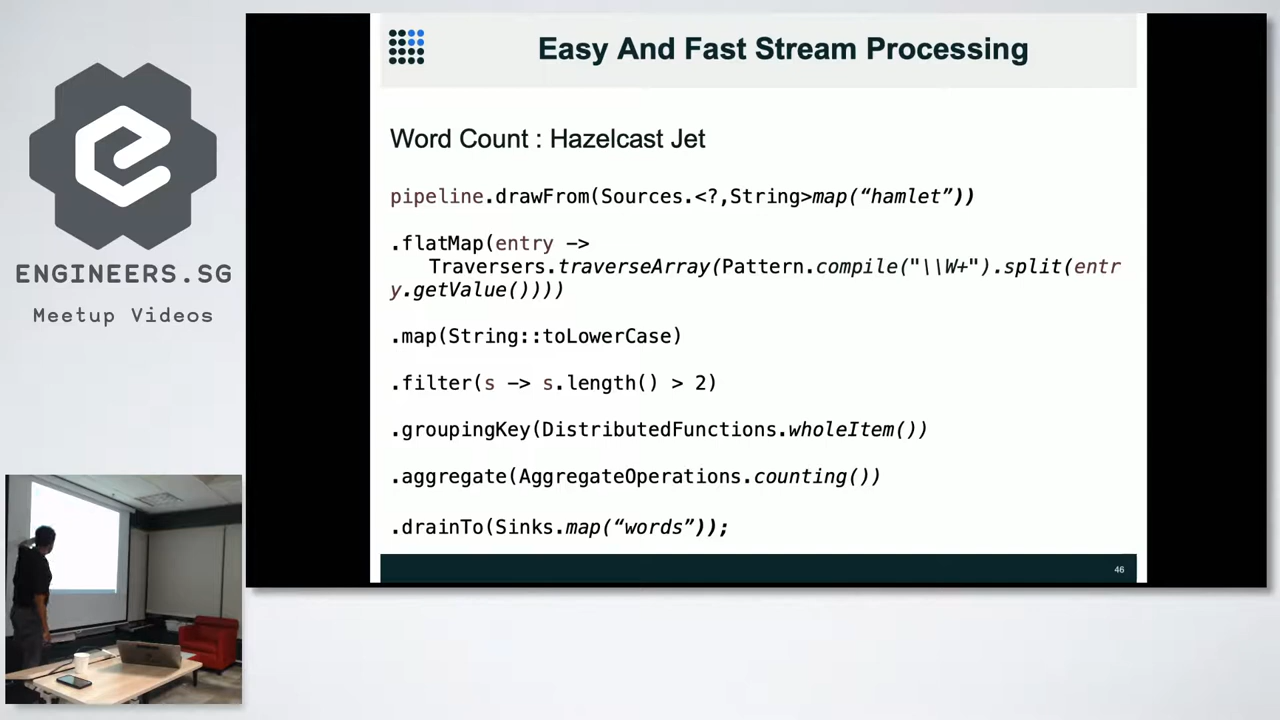 ENGINEERS.SG
Meetup Videos
Easy And Fast Stream Processing
Word Count : Hazelcast Jet
pipeline.drawFrom(Sources.<?,String>map(“hamlet”))
.flatMap(entry ->
Traversers.traverseArray(Pattern.compile("\\W+").split(entr
y.getValue())))
.map(String::toLowerCase)
.filter(s -> s.length() > 2)
.groupingKey(DistributedFunctions.wholeItem())
.aggregate(AggregateOperations.counting())
.drainTo(Sinks.map(“words”));
46